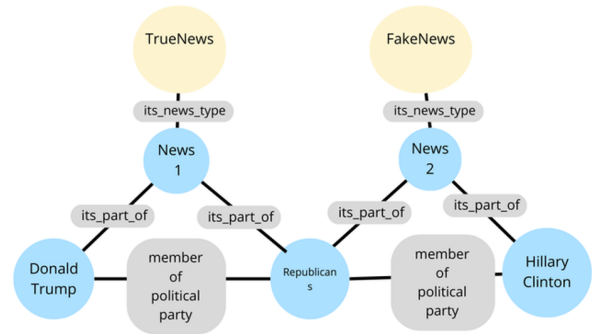 TrueNews
FakeNews
its_news_type
its_news_type
News
1
News
2
its_part_of
its_part_of
its_part_of
its_part_of
Donald
Trump
member
of
political
party
Republican
s
member
of
political
party
Hillary
Clinton